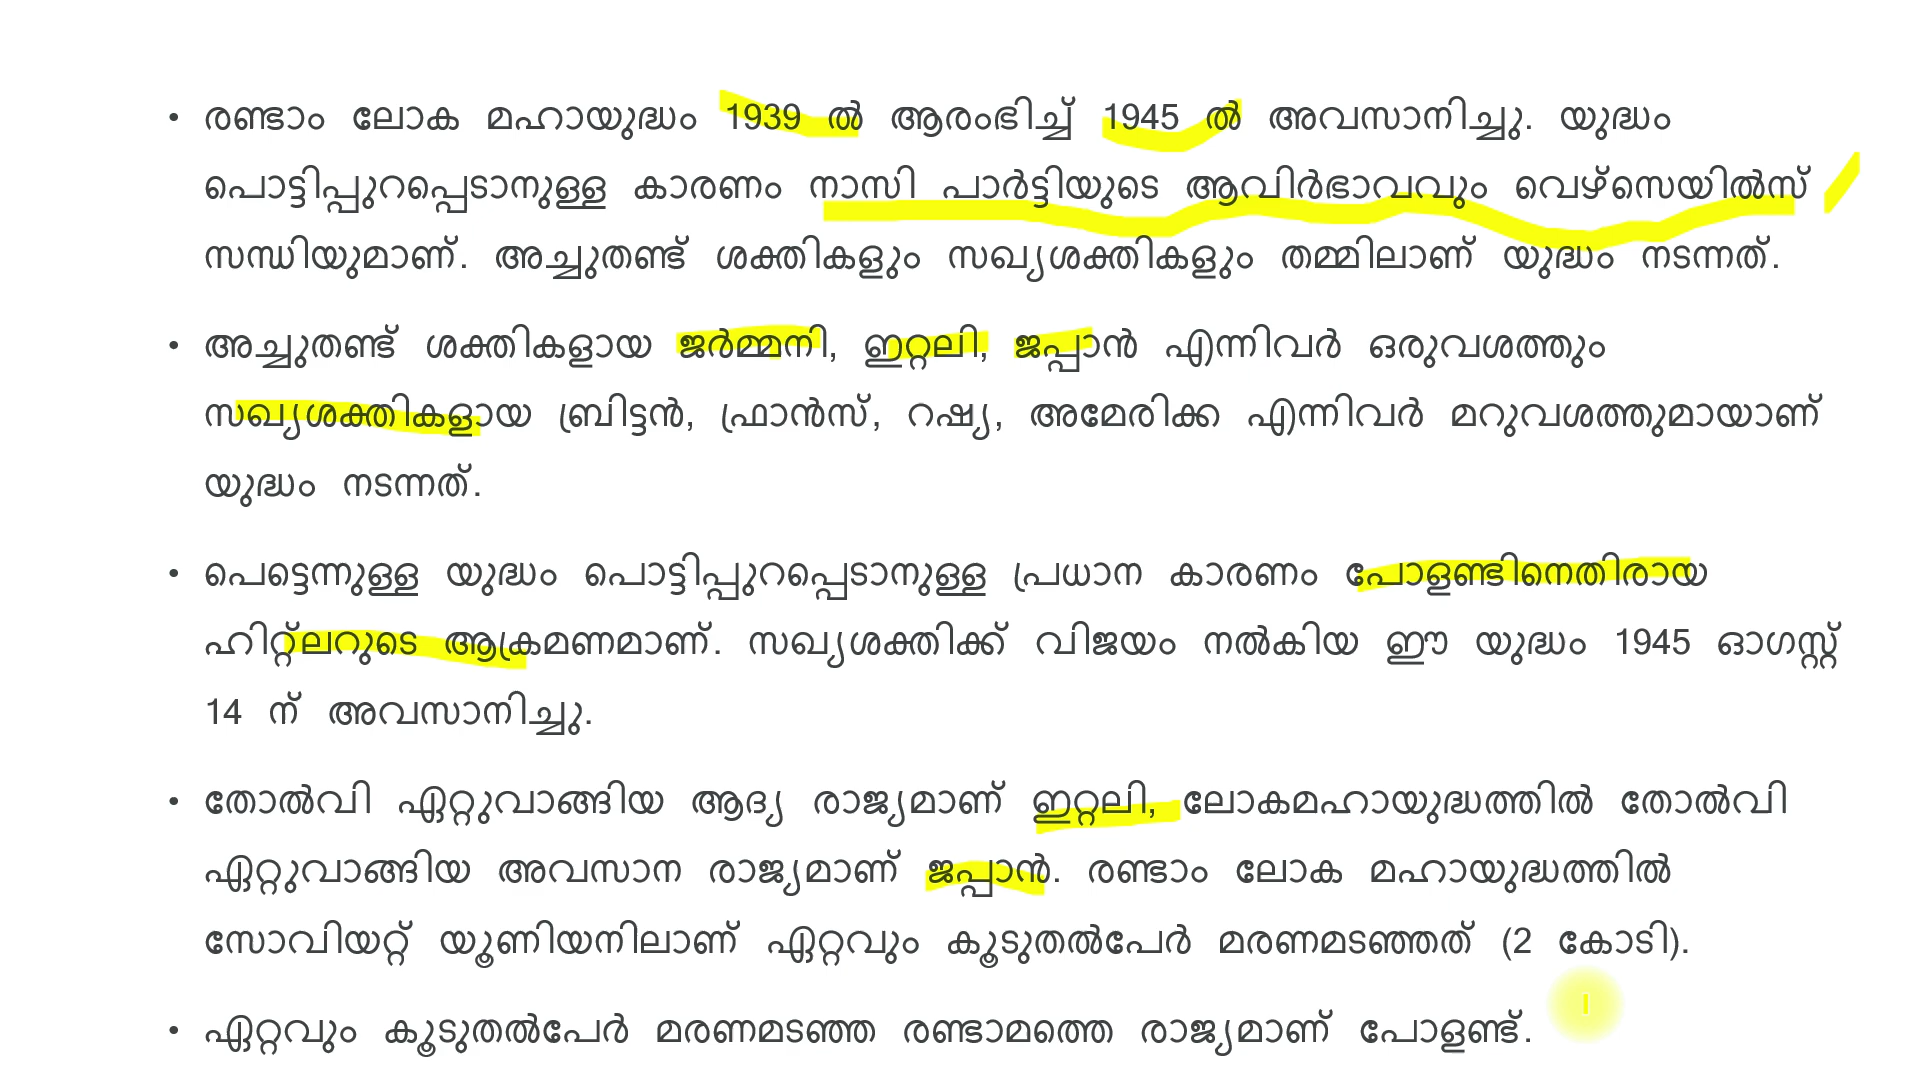 • രണ്ടാം ലോക മഹായുദ്ധം 1939 ൽ ആരംഭിച്ച് 1945 ൽ അവസാനിച്ചു. യുദ്ധം
പൊട്ടിപ്പുറപ്പെടാനുള്ള കാരണം നാസി പാർട്ടിയുടെ ആവിർഭാവവും വെഴ്സെയിൽസ്
സന്ധിയുമാണ്. അച്ചുതണ്ട് ശക്തികളും സഖ്യശക്തികളും തമ്മിലാണ് യുദ്ധം നടന്നത്.
• അച്ചുതണ്ട് ശക്തികളായ ജർമ്മനി, ഇറ്റലി, ജപ്പാൻ എന്നിവർ ഒരുവശത്തും
സഖ്യശക്തികളായ ബ്രിട്ടൻ, ഫ്രാൻസ്, റഷ്യ, അമേരിക്ക എന്നിവർ മറുവശത്തുമായാണ്
യുദ്ധം നടന്നത്.
• പെട്ടെന്നുള്ള യുദ്ധം പൊട്ടിപ്പുറപ്പെടാനുള്ള പ്രധാന കാരണം പോളണ്ടിനെതിരായ
ഹിറ്റ്ലറുടെ ആക്രമണമാണ്. സഖ്യശക്തിക്ക് വിജയം നൽകിയ ഈ യുദ്ധം 1945 ഓഗസ്റ്റ്
14 ന് അവസാനിച്ചു.
• തോൽവി ഏറ്റുവാങ്ങിയ ആദ്യ രാജ്യമാണ് ഇറ്റലി, ലോകമഹായുദ്ധത്തിൽ തോൽവി
ഏറ്റുവാങ്ങിയ അവസാന രാജ്യമാണ് ജപ്പാൻ. രണ്ടാം ലോക മഹായുദ്ധത്തിൽ
സോവിയറ്റ് യൂണിയനിലാണ് ഏറ്റവും കൂടുതൽപേർ മരണമടഞ്ഞത് (2 കോടി).
• ഏറ്റവും കൂടുതൽപേർ മരണമടഞ്ഞ രണ്ടാമത്തെ രാജ്യമാണ് പോളണ്ട്.